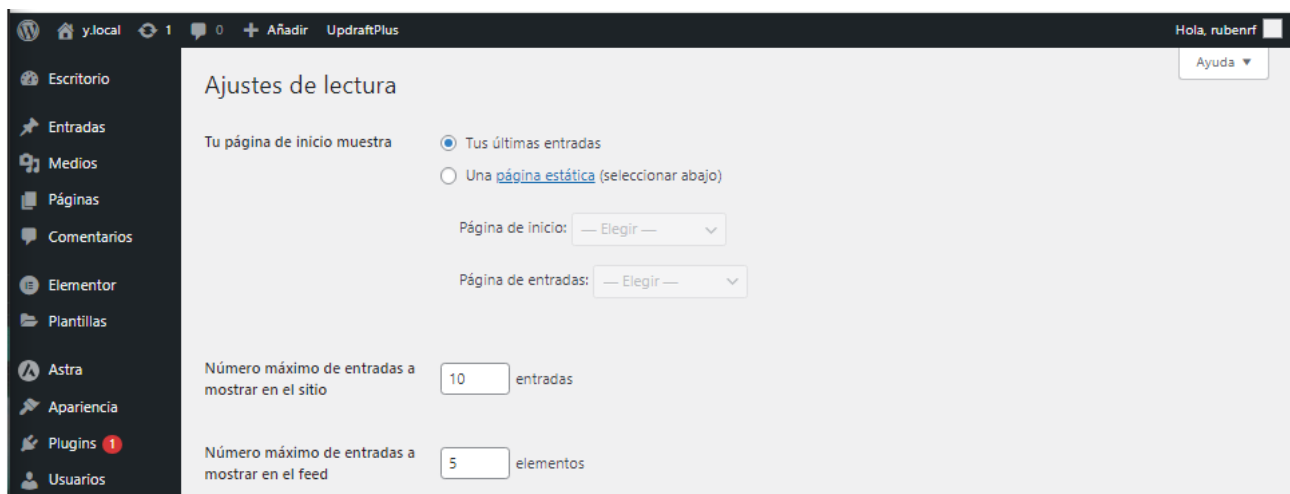 y.local 1 0 Añadir UpdraftPlus Hola, rubenrf
Ayuda
Escritorio
Entradas
Medios
Páginas
Comentarios
Elementor
Plantillas
Astra
Apariencia
Plugins 1
Usuarios
Ajustes de lectura
Tu página de inicio muestra
Tus últimas entradas
Una página estática (seleccionar abajo)
Página de inicio: — Elegir —
Página de entradas: — Elegir —
Número máximo de entradas a
mostrar en el sitio
10 entradas
Número máximo de entradas a
mostrar en el feed
5 elementos